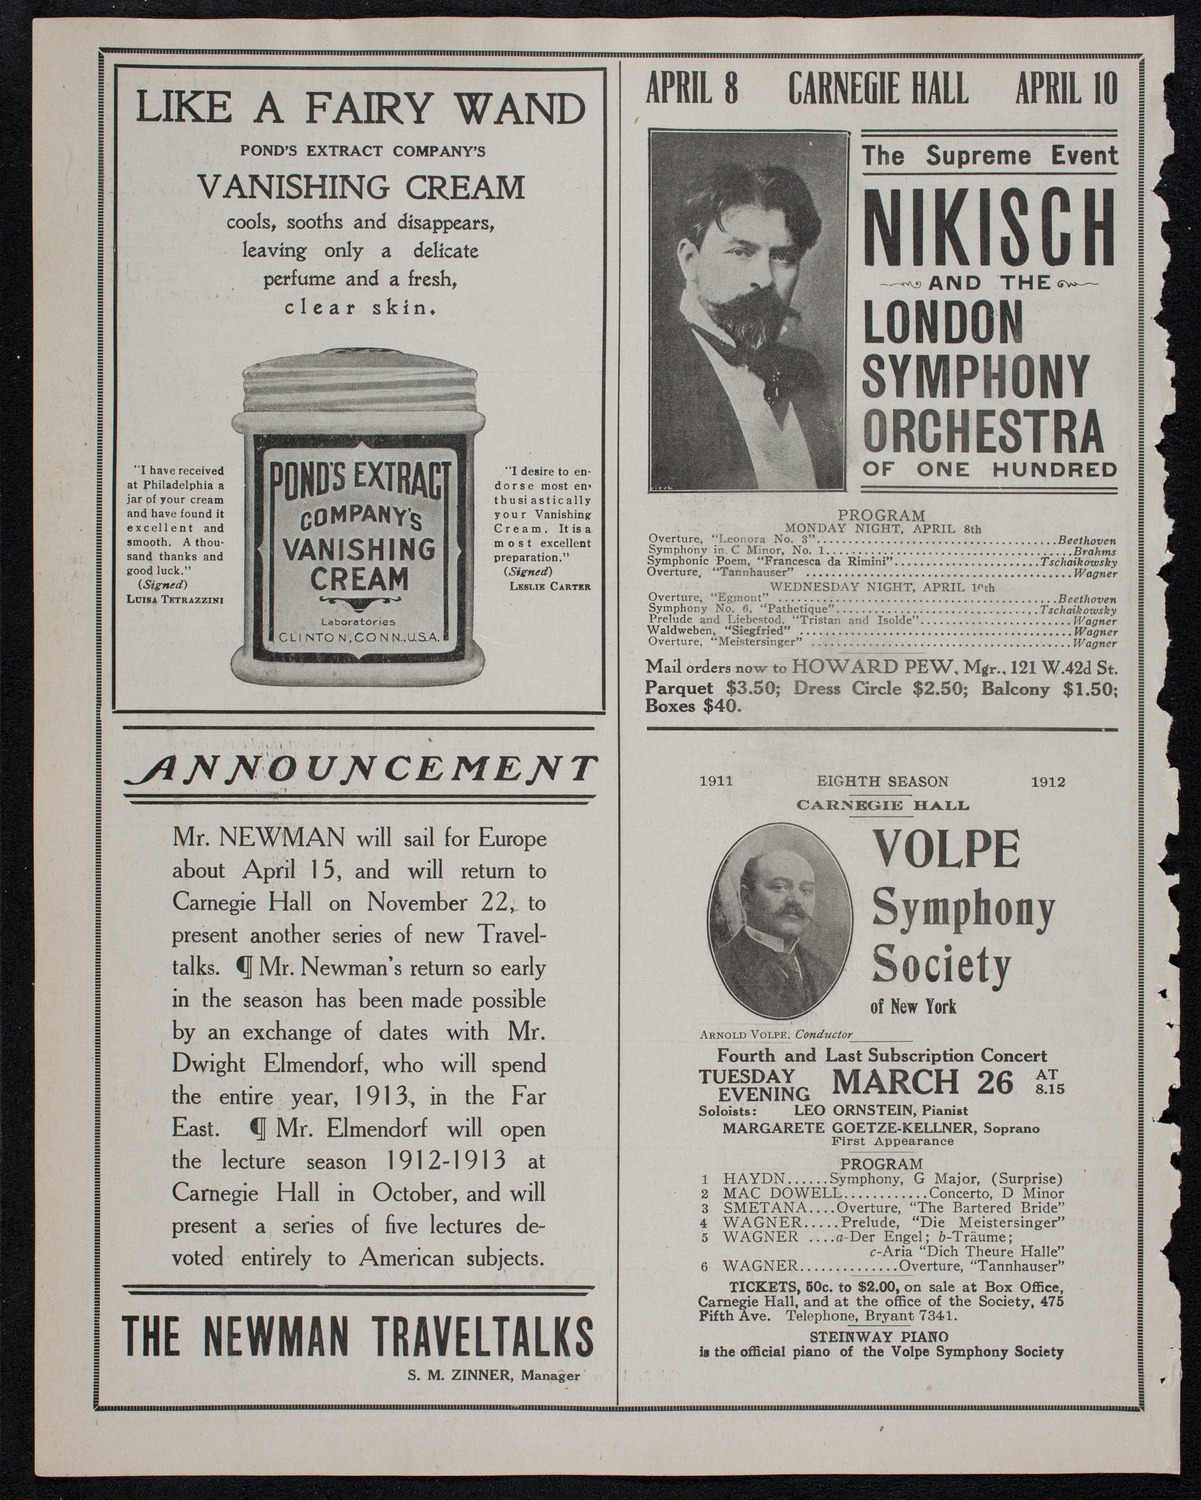 LIKE A FAIRY WAND
POND'S EXTRACT COMPANY'S
VANISHING CREAM
cools, sooths and disappears,
leaving only a delicate
perfume and a fresh,
clear skin.
"I have received
at Philadelphia a
jar of your cream
and have found it
excellent and
smooth. A thou-
sand thanks and
good luck."
(Signed)
LUISA TETRAZZINI
POND'S EXTRACT
COMPANY'S
VANISHING
CREAM
Laboratories
CLINTON, CONN., U.S.A.
"I desire to en-
dorse most en-
thusiastically
your Vanishing
Cream. It is a
most excellent
preparation."
(Signed)
LESLIE CARTER
ANNOUNCEMENT
Mr. NEWMAN will sail for Europe
about April 15, and will return to
Carnegie Hall on November 22, to
present another series of new Travel-
talks. ¶ Mr. Newman's return so early
in the season has been made possible
by an exchange of dates with Mr.
Dwight Elmendorf, who will spend
the entire year, 1913, in the Far
East. ¶ Mr. Elmendorf will open
the lecture season 1912-1913 at
Carnegie Hall in October, and will
present a series of five lectures de-
voted entirely to American subjects.
THE NEWMAN TRAVELTALKS
S. M. ZINNER, Manager
APRIL 8 CARNEGIE HALL APRIL 10
The Supreme Event
NIKISCH
AND THE
LONDON
SYMPHONY
ORCHESTRA
OF ONE HUNDRED
PROGRAM
MONDAY NIGHT, APRIL 8th
Overture, "Leonora No. 3"........Beethoven
Symphony in C Minor, No. 1........Brahms
Symphonic Poem, "Francesca da Rimini"........Tschaikowsky
Overture, "Tannhauser" ........Wagner
WEDNESDAY NIGHT, APRIL 10th
Overture, "Egmont" ........Beethoven
Symphony No. 6, "Pathetique"........Tschaikowsky
Prelude and Liebestod, "Tristan and Isolde"........Wagner
Waldweben, "Siegfried" ........Wagner
Overture, "Meistersinger" ........Wagner
Mail orders now to HOWARD PEW, Mgr., 121 W.42d St.
Parquet $3.50; Dress Circle $2.50; Balcony $1.50;
Boxes $40.
1911 EIGHTH SEASON 1912
CARNEGIE HALL
VOLPE
Symphony
Society
of New York
ARNOLD VOLPE, Conductor
Fourth and Last Subscription Concert
TUESDAY EVENING MARCH 26 AT 8.15
Soloists: LEO ORNSTEIN, Pianist
MARGARETE GOETZE-KELLNER, Soprano
First Appearance
PROGRAM
1 HAYDN......Symphony, G Major, (Surprise)
2 MAC DOWELL............Concerto, D Minor
3 SMETANA....Overture, "The Bartered Bride"
4 WAGNER.....Prelude, "Die Meistersinger"
5 WAGNER ....a-Der Engel; b-Träume;
c-Aria "Dich Theure Halle"
6 WAGNER.............Overture, "Tannhauser"
TICKETS, 50c. to $2.00, on sale at Box Office,
Carnegie Hall, and at the office of the Society, 475
Fifth Ave. Telephone, Bryant 7341.
STEINWAY PIANO
is the official piano of the Volpe Symphony Society